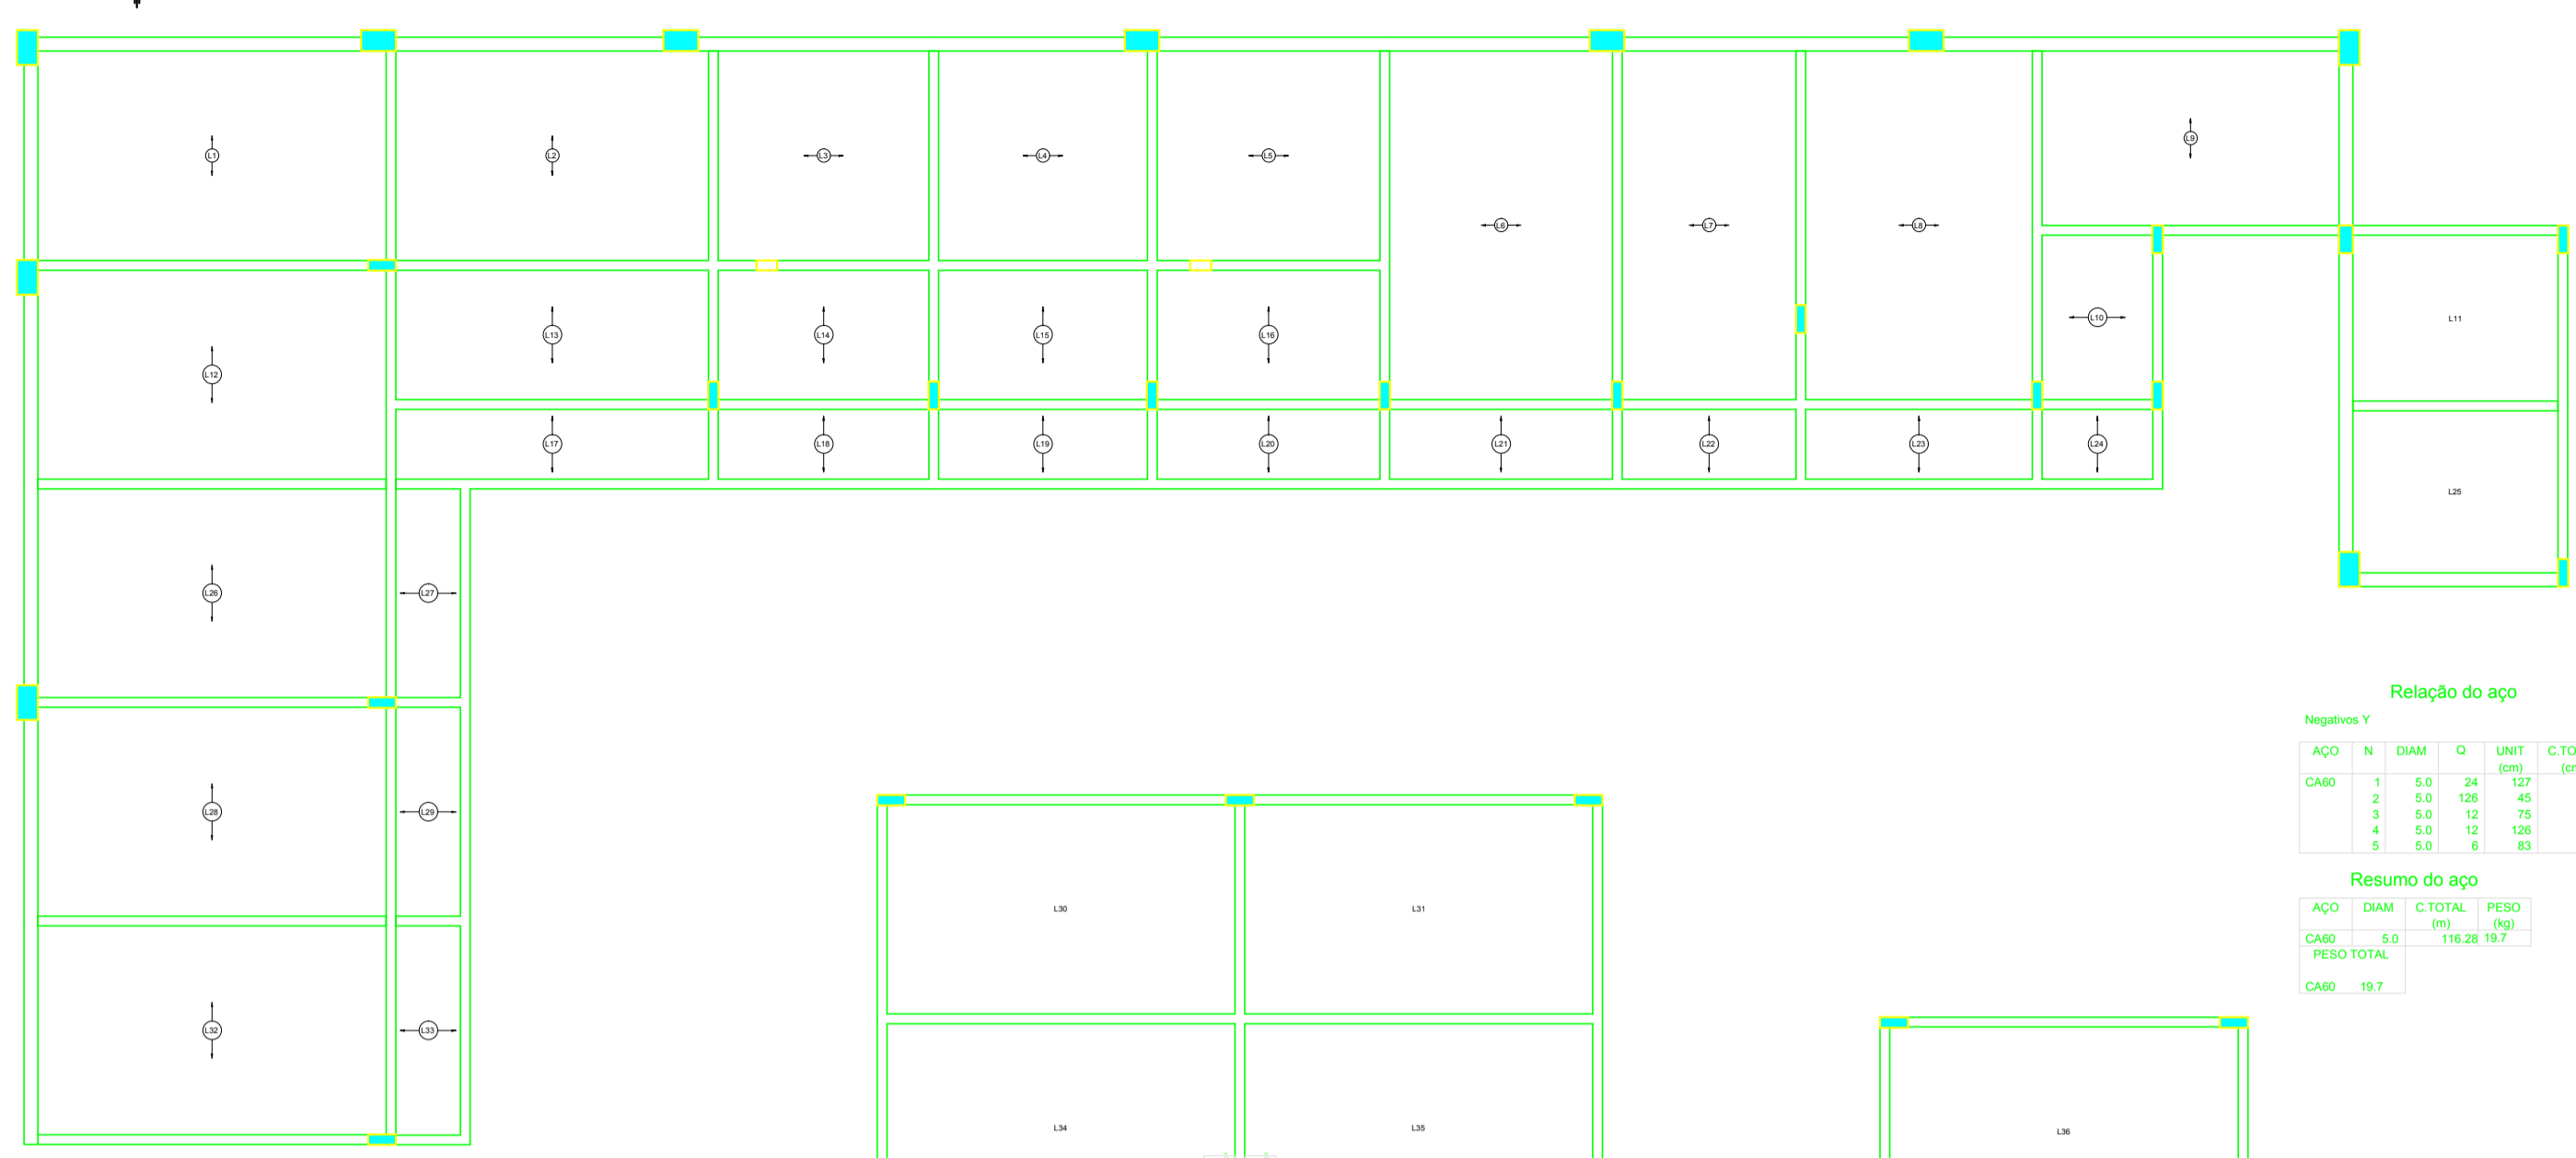 L1
L2
L3
L4
L5
L9
L6
L7
L8
L10
L11
L13
L14
L15
L16
L12
L17
L18
L19
L20
L21
L22
L23
L24
L25
L26
L27
Relação do aço
Negativos Y
AÇO N DIAM Q UNIT
(cm)
CA60 1 5.0 24 127
2 5.0 126 45
3 5.0 12 75
4 5.0 12 126
5 5.0 6 83
L28
L29
Resumo do aço
AÇO DIAM C.TOTAL PESO
(m) (kg)
CA60 5.0 116.28 19.7
PESO TOTAL
CA60 19.7
L30
L31
L32
L33
L34
L35
L36